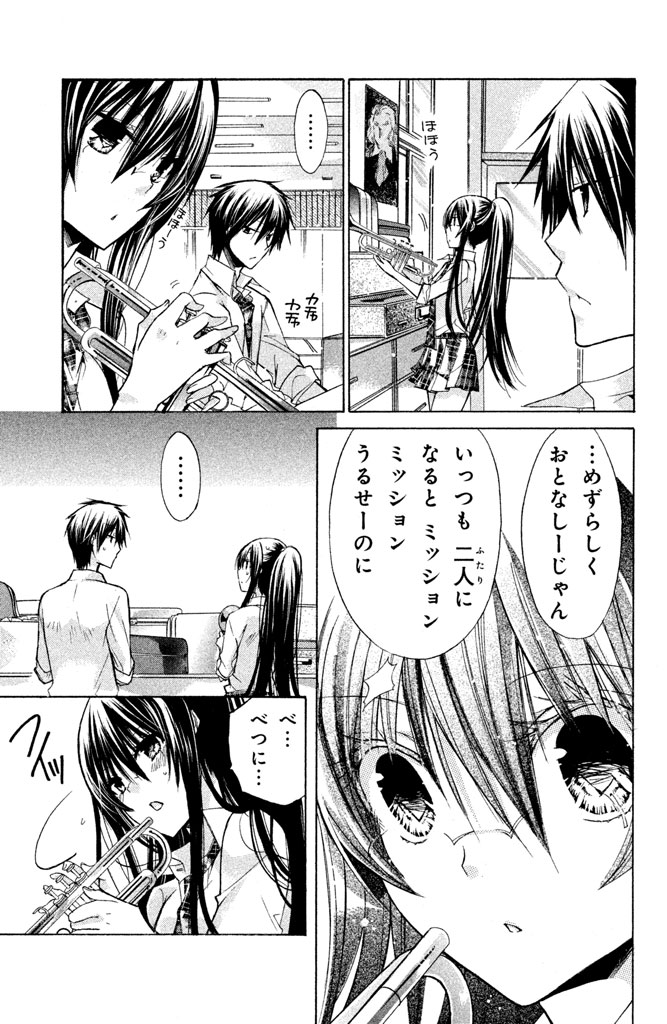 ほほう
……
ほほう
カチャ
カチャ
…めずらしく
おとなしーじゃん
いっつも 二人に
ふたり
なると ミッション
ミッション
うるせーのに
……
べ…
べつに…
フイッ